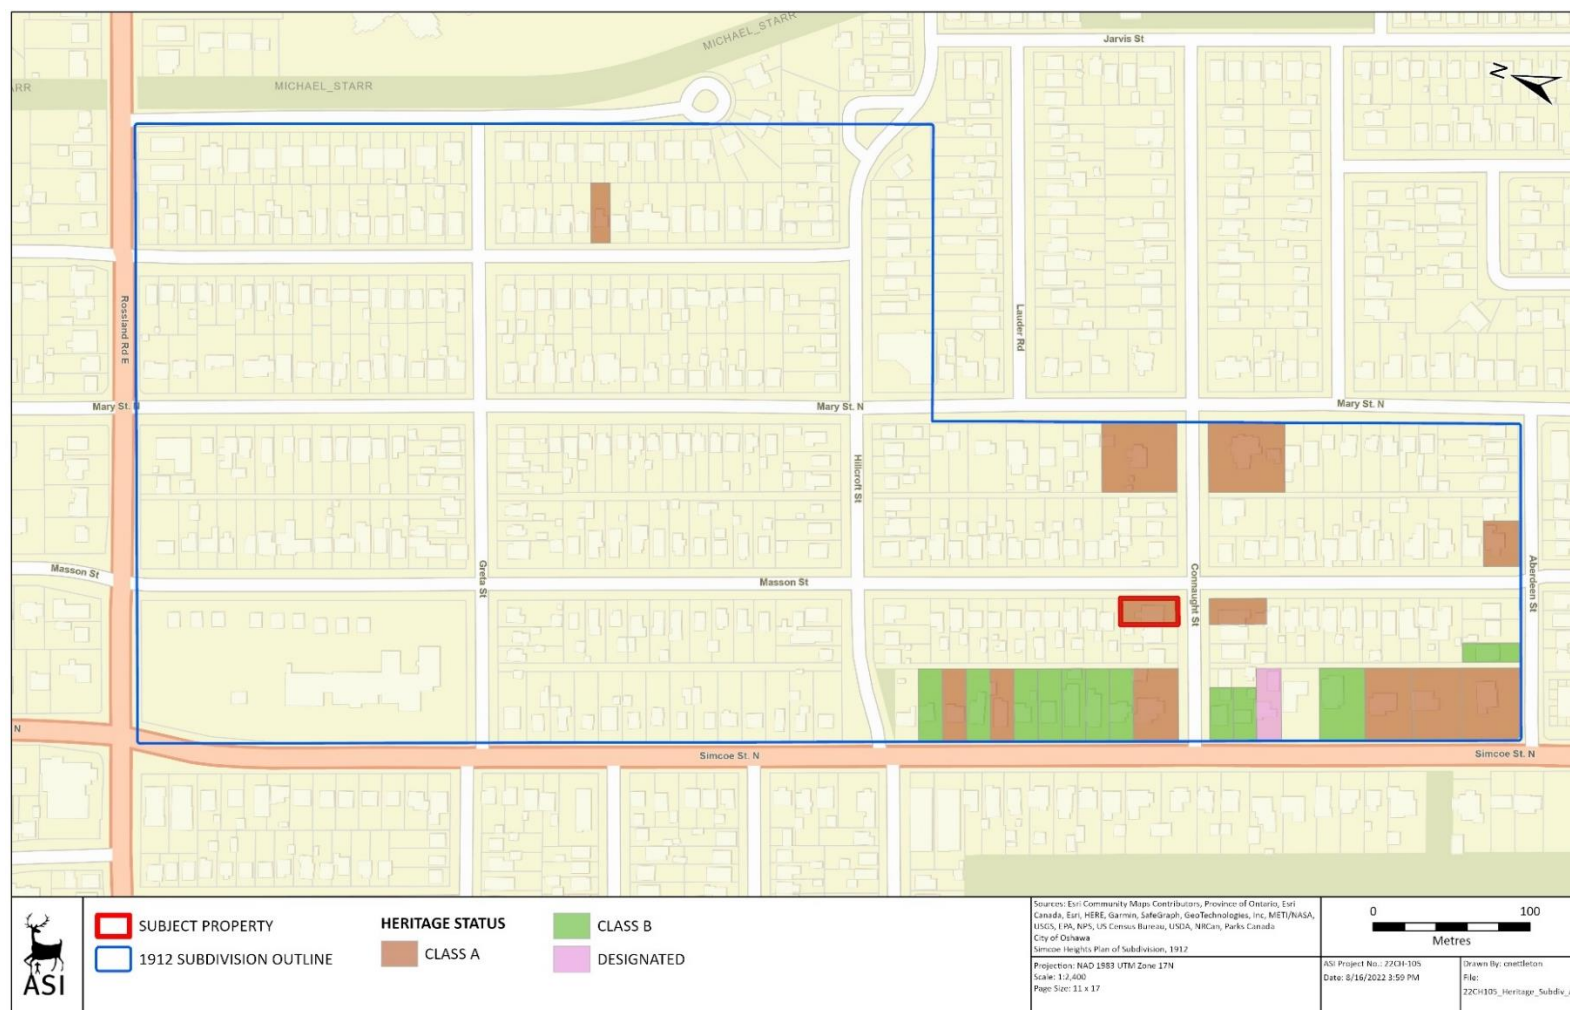 Jarvis St
MICHAEL_STARR
MICHAEL_STARR
RR
N
Rossland Rd E
Lauder Rd
Mary St. N
Mary St. N
Mary St. N
Hillcroft St
Masson St
Greta St
Masson St
Connaught St
Aberdeen St
N
Simcoe St. N
Simcoe St. N
ASI
SUBJECT PROPERTY
1912 SUBDIVISION OUTLINE
HERITAGE STATUS
CLASS A
CLASS B
DESIGNATED
Sources: Esri Community Maps Contributors, Province of Ontario, Esri
Canada, Esri, HERE, Garmin, SafeGraph, GeoTechnologies, Inc, METI/NASA,
USGS, EPA, NPS, US Census Bureau, USDA, NRCan, Parks Canada
City of Oshawa
Simcoe Heights Plan of Subdivision, 1912
Projection: NAD 1983 UTM Zone 17N
Scale: 1:2,400
Page Size: 11 x 17
0 100
Metres
ASI Project No.: 22CH-105
Date: 8/16/2022 3:59 PM
Drawn By: cnettleton
File:
22CH105_Heritage_Subdiv_